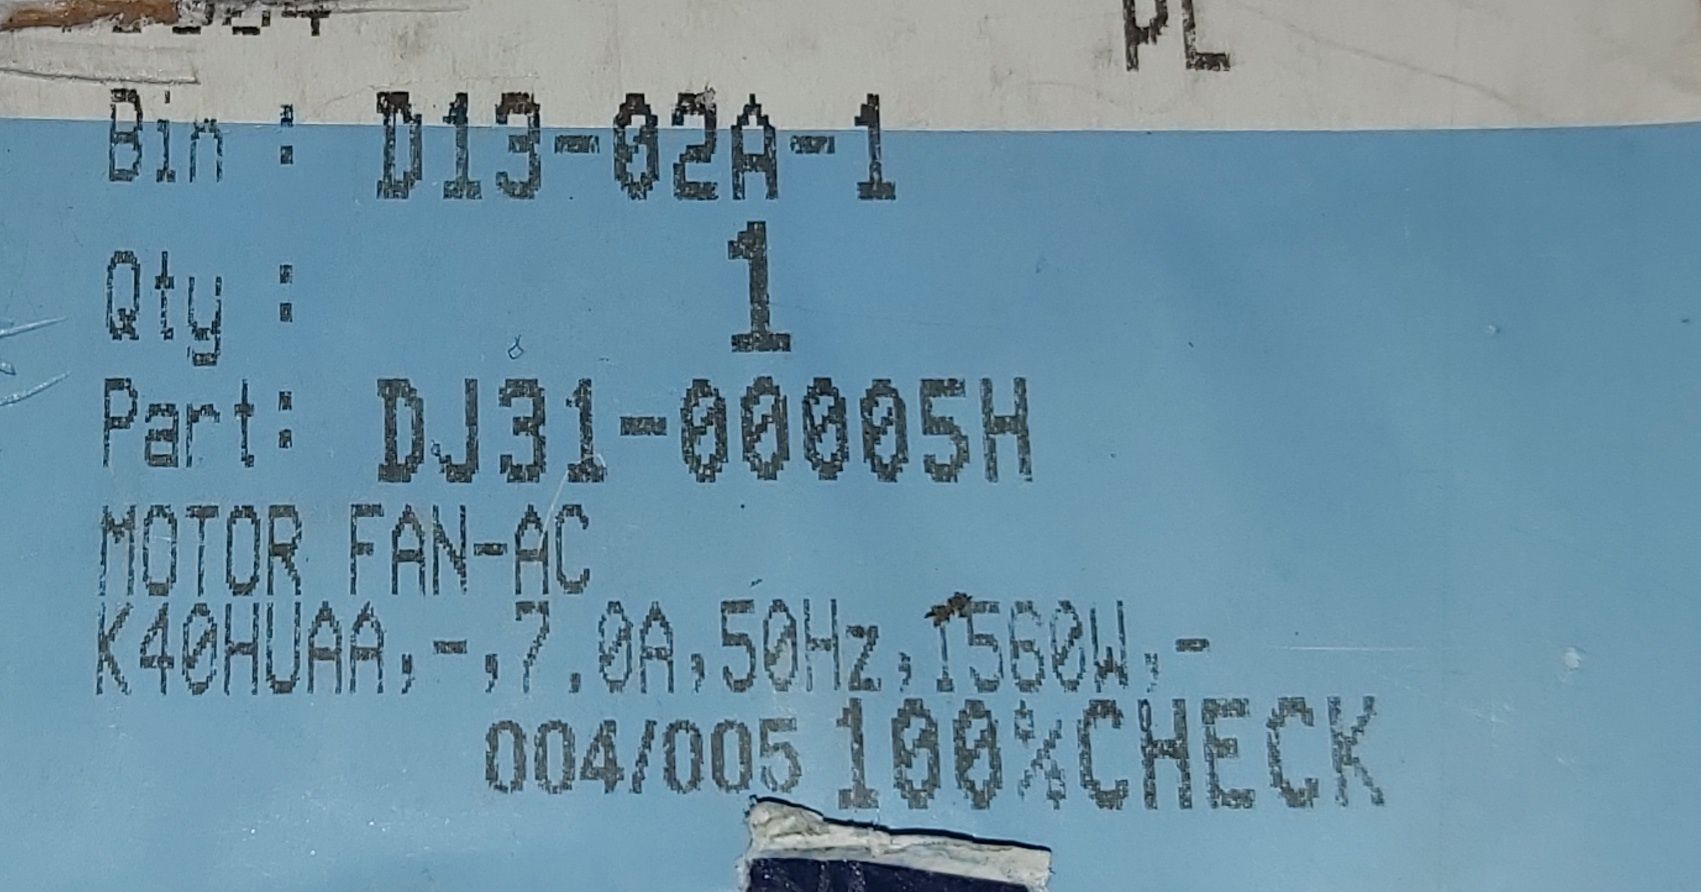 PL
Bin : D13-02A-1
Qty : 1
Part: DJ31-00005H
MOTOR FAN-AC
K40HUAA,-,7.0A,50Hz,1560W,-
004/005 100%CHECK